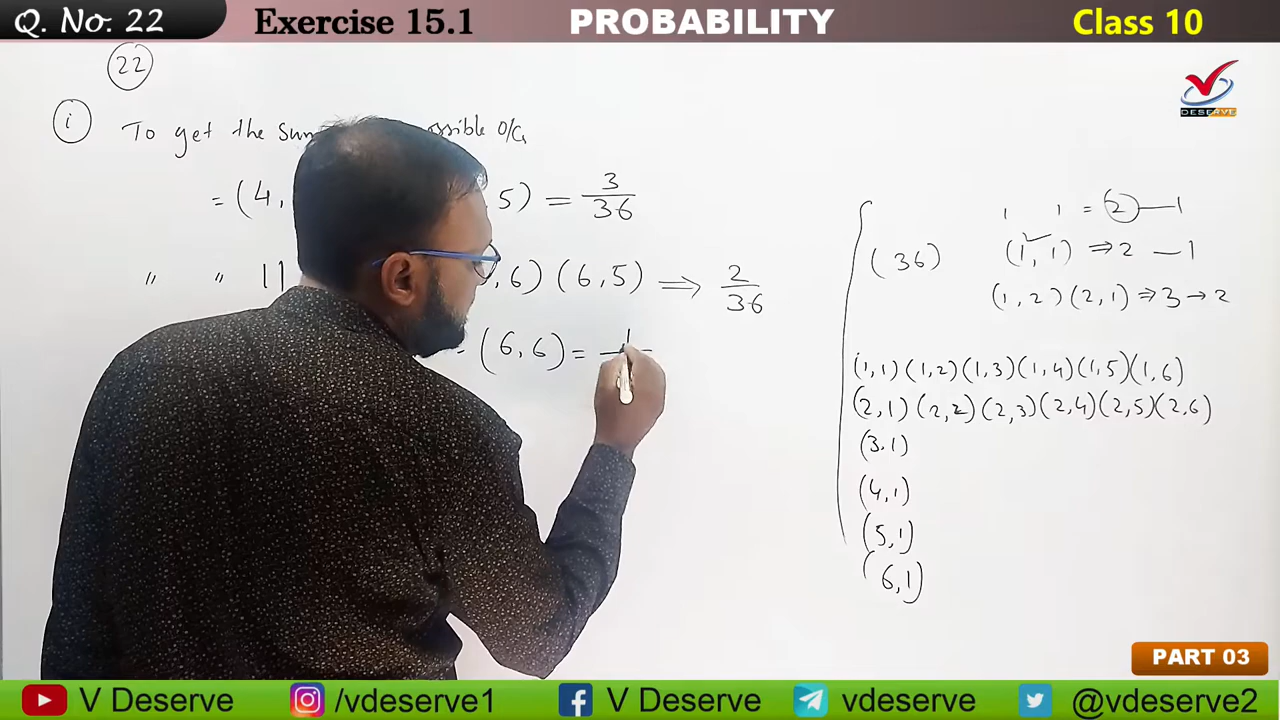 Q. No. 22 Exercise 15.1 PROBABILITY Class 10
22
DESERVE
i To get the Sum ossible O/Cs
= (4, 5) = 3/36
" " 11 ,6) (6,5) ⇒ 2/36
= (6,6) = 1
1 1 = 2 — 1
(36) (1,1) ⇒ 2 — 1
(1,2) (2,1) ⇒ 3 → 2
(1,1) (1,2) (1,3) (1,4) (1,5) (1,6)
(2,1) (2,2) (2,3) (2,4) (2,5) (2,6)
(3,1)
(4,1)
(5,1)
(6,1)
PART 03
V Deserve /vdeserve1 V Deserve vdeserve @vdeserve2